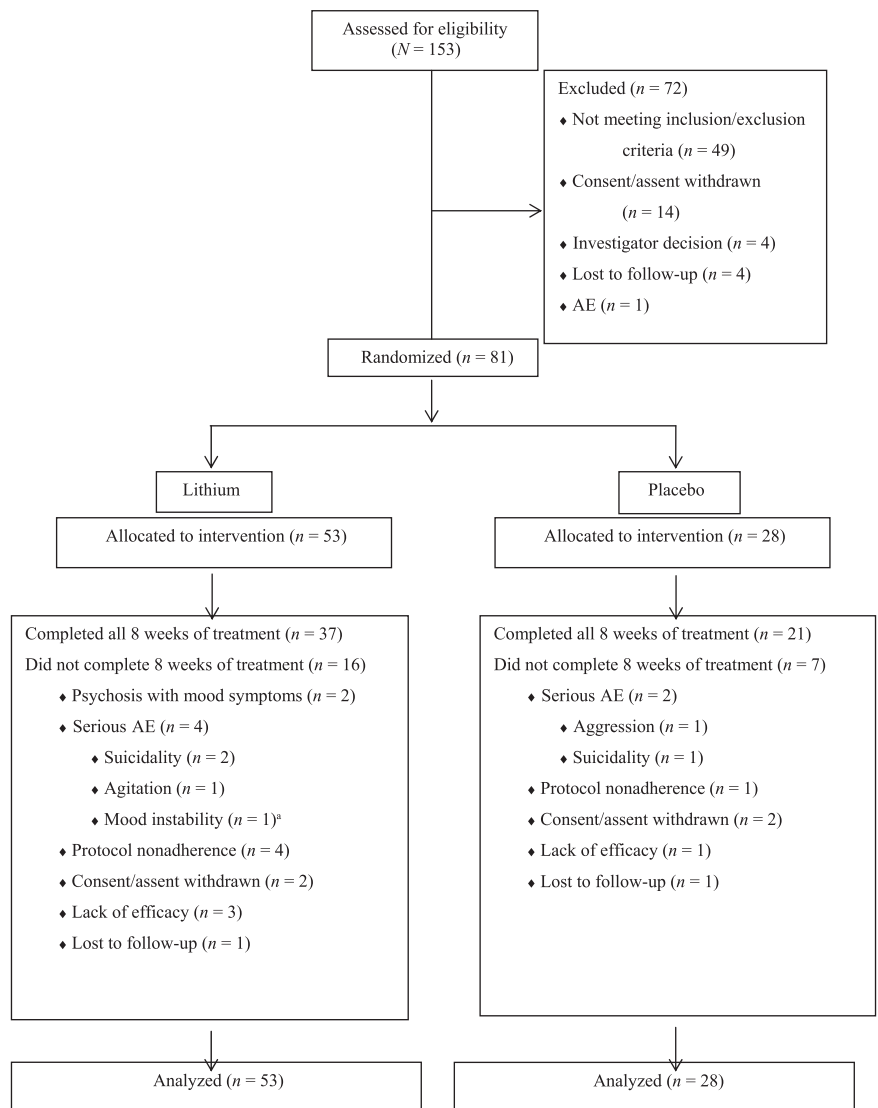 Assessed for eligibility
(N = 153)
Excluded (n = 72)
♦ Not meeting inclusion/exclusion
criteria (n = 49)
♦ Consent/assent withdrawn
(n = 14)
♦ Investigator decision (n = 4)
♦ Lost to follow-up (n = 4)
♦ AE (n = 1)
Randomized (n = 81)
Lithium
Allocated to intervention (n = 53)
Completed all 8 weeks of treatment (n = 37)
Did not complete 8 weeks of treatment (n = 16)
♦ Psychosis with mood symptoms (n = 2)
♦ Serious AE (n = 4)
♦ Suicidality (n = 2)
♦ Agitation (n = 1)
♦ Mood instability (n = 1)ᵃ
♦ Protocol nonadherence (n = 4)
♦ Consent/assent withdrawn (n = 2)
♦ Lack of efficacy (n = 3)
♦ Lost to follow-up (n = 1)
Analyzed (n = 53)
Placebo
Allocated to intervention (n = 28)
Completed all 8 weeks of treatment (n = 21)
Did not complete 8 weeks of treatment (n = 7)
♦ Serious AE (n = 2)
♦ Aggression (n = 1)
♦ Suicidality (n = 1)
♦ Protocol nonadherence (n = 1)
♦ Consent/assent withdrawn (n = 2)
♦ Lack of efficacy (n = 1)
♦ Lost to follow-up (n = 1)
Analyzed (n = 28)